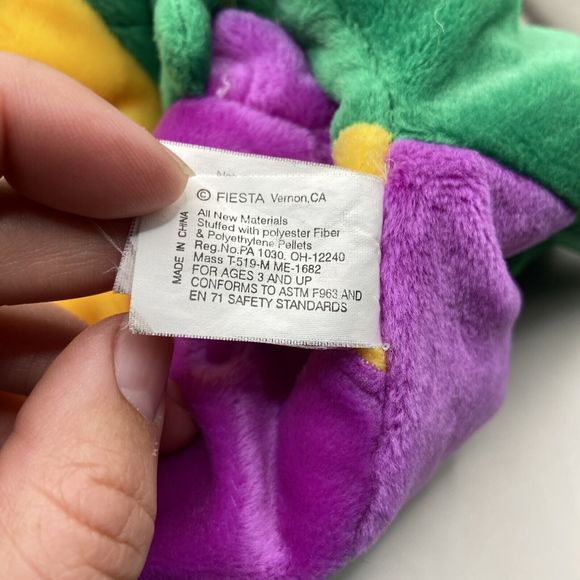 © FIESTA Vernon, CA
All New Materials
Stuffed with polyester Fiber
& Polyethylene Pellets
Reg.No.PA 1030. OH-12240
Mass T-519-M ME-1682
FOR AGES 3 AND UP
CONFORMS TO ASTM F963 AND
EN 71 SAFETY STANDARDS
MADE IN CHINA